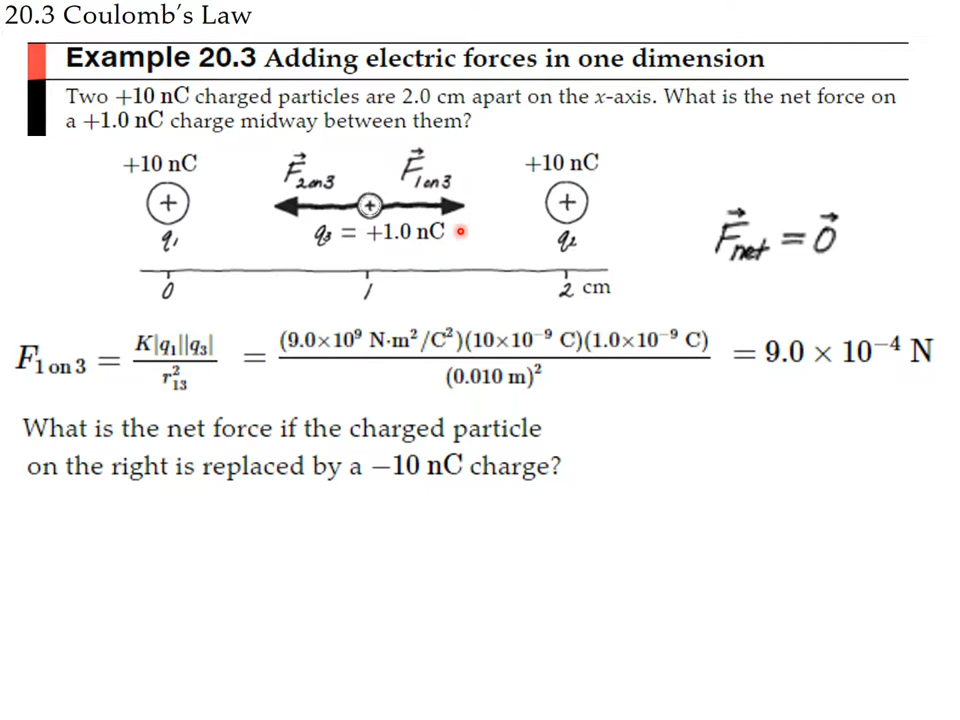 20.3 Coulomb's Law
Example 20.3 Adding electric forces in one dimension
Two +10 nC charged particles are 2.0 cm apart on the x-axis. What is the net force on
a +1.0 nC charge midway between them?
+10 nC F⃗₂ₒₙ₃ F⃗₁ₒₙ₃ +10 nC
+ + +
q₁ q₃ = +1.0 nC q₂ F⃗net = 0⃗
0 1 2 cm
F₁ ₒₙ ₃ = K|q₁||q₃| / r₁₃² = (9.0×10⁹ N·m²/C²)(10×10⁻⁹ C)(1.0×10⁻⁹ C) / (0.010 m)² = 9.0 × 10⁻⁴ N
What is the net force if the charged particle
on the right is replaced by a −10 nC charge?